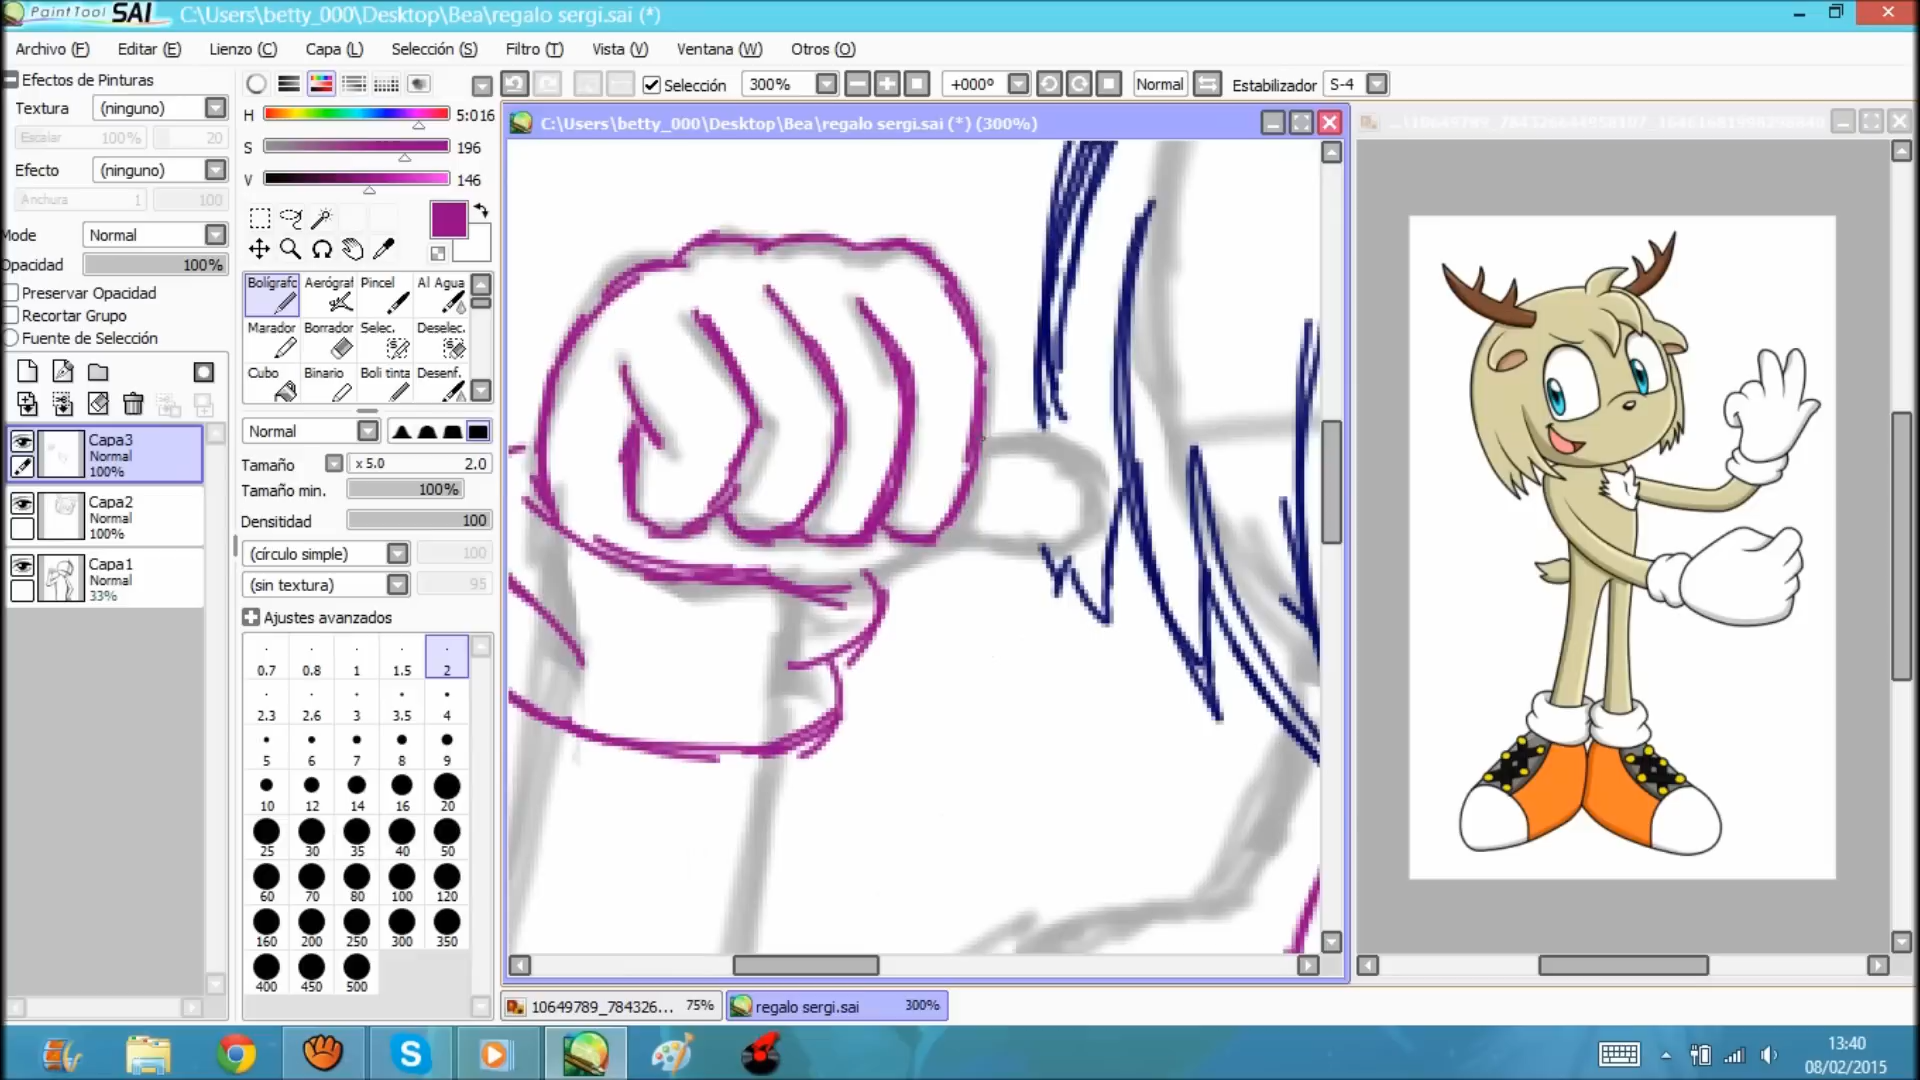 PaintTool SAI C:\Users\betty_000\Desktop\Bea\regalo sergi.sai (*)
Archivo (F) Editar (E) Lienzo (C) Capa (L) Selección (S) Filtro (T) Vista (V) Ventana (W) Otros (O)
Efectos de Pinturas
Textura (ninguno)
Escalar 100% 20
Efecto (ninguno)
Anchura 1 100
Mode Normal
Opacidad 100%
Preservar Opacidad
Recortar Grupo
Fuente de Selección
Capa3
Normal
100%
Capa2
Normal
100%
Capa1
Normal
33%
H 5:016
S 196
V 146
Bolígrafo Aerógraf Pincel Al Agua
Marador Borrador Selec. Deselec.
Cubo Binario Boli tinta Desenf.
Normal
Tamaño x 5.0 2.0
Tamaño min. 100%
Densitidad 100
(círculo simple) 100
(sin textura) 95
Ajustes avanzados
0.7 0.8 1 1.5 2
2.3 2.6 3 3.5 4
5 6 7 8 9
10 12 14 16 20
25 30 35 40 50
60 70 80 100 120
160 200 250 300 350
400 450 500
Selección 300% +000º Normal Estabilizador S-4
C:\Users\betty_000\Desktop\Bea\regalo sergi.sai (*) (300%)
10649789_784326... 75% regalo sergi.sai 300%
13:40
08/02/2015